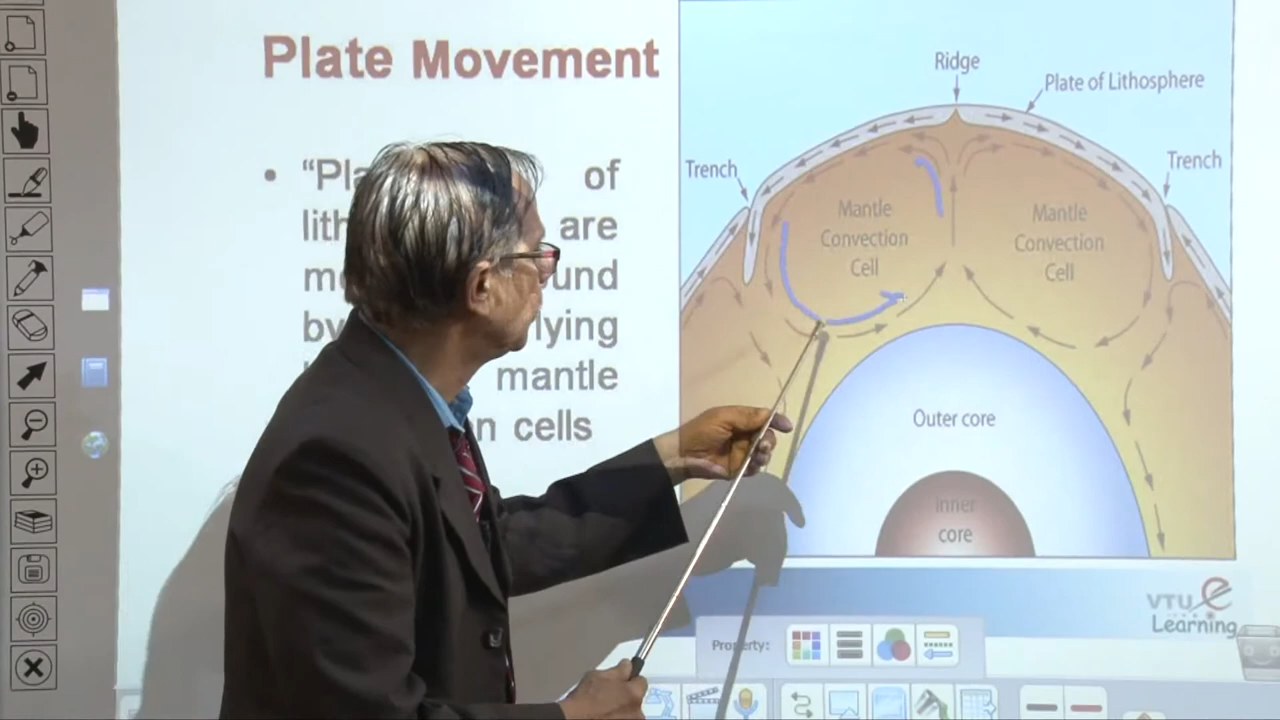 Plate Movement
• “Pla of
lith are
m und
by lying
mantle
n cells
Ridge
Plate of Lithosphere
Trench
Trench
Mantle
Convection
Cell
Mantle
Convection
Cell
Outer core
Inner
core
VTU e
Learning
Property: